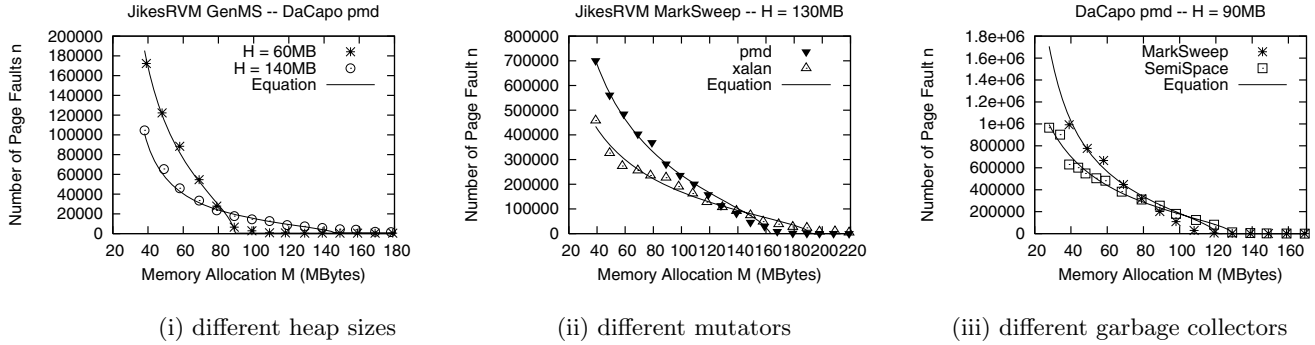 JikesRVM GenMS -- DaCapo pmd
Number of Page Faults n
200000
180000
160000
140000
120000
100000
80000
60000
40000
20000
0
H = 60MB
H = 140MB
Equation
20 40 60 80 100 120 140 160 180
Memory Allocation M (MBytes)
(i) different heap sizes
JikesRVM MarkSweep -- H = 130MB
Number of Page Faults n
800000
700000
600000
500000
400000
300000
200000
100000
0
pmd
xalan
Equation
20 40 60 80 100 120 140 160 180 200 220
Memory Allocation M (MBytes)
(ii) different mutators
DaCapo pmd -- H = 90MB
Number of Page Faults n
1.8e+06
1.6e+06
1.4e+06
1.2e+06
1e+06
800000
600000
400000
200000
0
MarkSweep
SemiSpace
Equation
20 40 60 80 100 120 140 160
Memory Allocation M (MBytes)
(iii) different garbage collectors